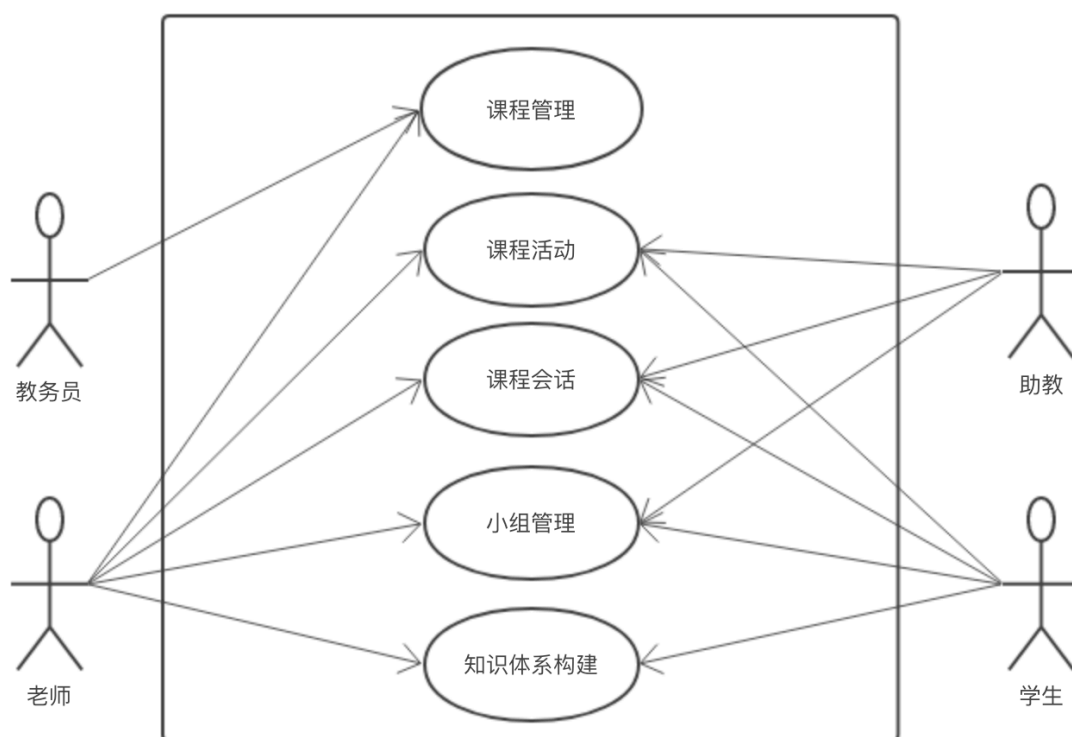 课程管理
课程活动
课程会话
教务员
助教
小组管理
知识体系构建
老师
学生